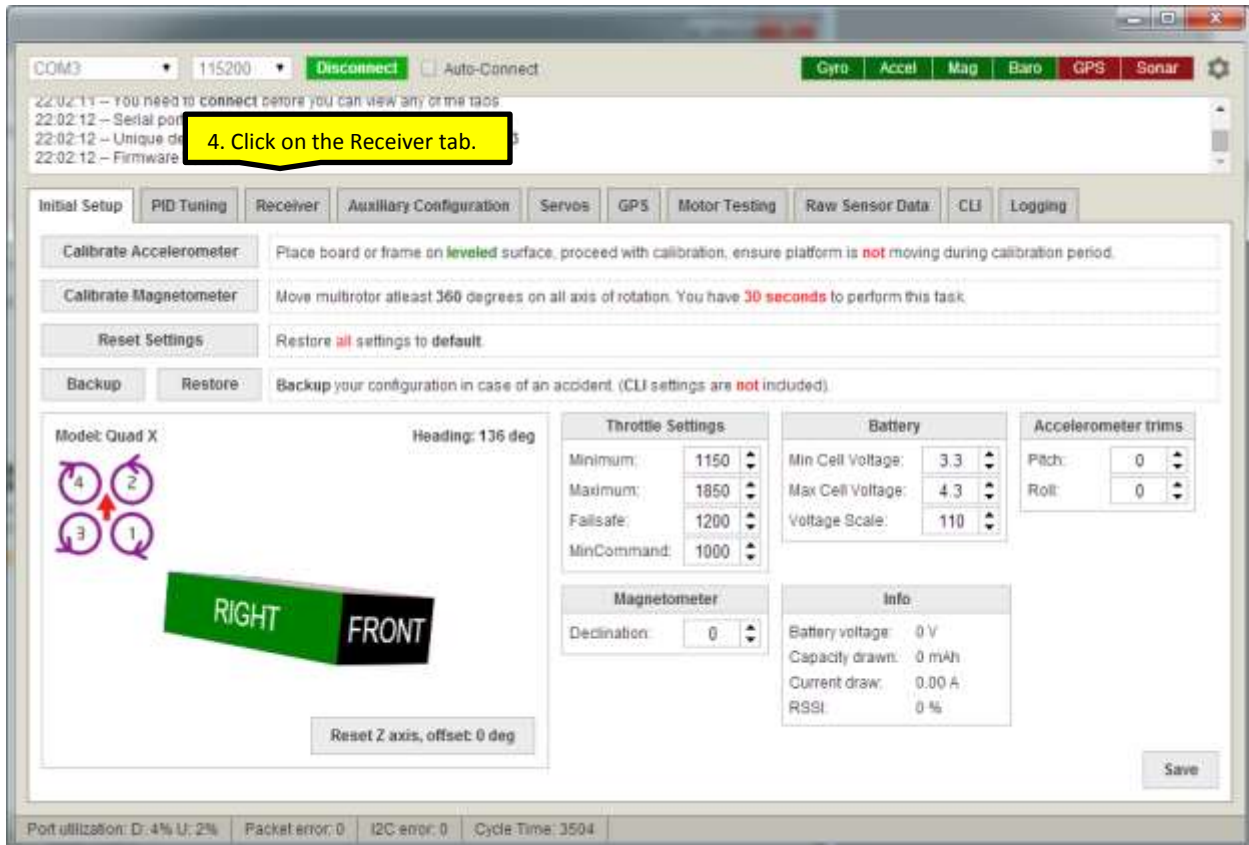 COM3 115200 Disconnect Auto-Connect Gyro Accel Mag Baro GPS Sonar
22:02:11 -- You need to connect before you can view any of the tabs
22:02:12 -- Serial por
22:02:12 -- Unique de
22:02:12 -- Firmware
4. Click on the Receiver tab.
Initial Setup PID Tuning Receiver Auxiliary Configuration Servos GPS Motor Testing Raw Sensor Data CLI Logging
Calibrate Accelerometer Place board or frame on leveled surface, proceed with calibration, ensure platform is not moving during calibration period.
Calibrate Magnetometer Move multirotor atleast 360 degrees on all axis of rotation. You have 30 seconds to perform this task.
Reset Settings Restore all settings to default.
Backup Restore Backup your configuration in case of an accident. (CLI settings are not included).
Model: Quad X Heading: 136 deg
4 2
3 1
RIGHT FRONT
Reset Z axis, offset: 0 deg
Throttle Settings
Minimum: 1150
Maximum: 1850
Failsafe: 1200
MinCommand: 1000
Battery
Min Cell Voltage: 3.3
Max Cell Voltage: 4.3
Voltage Scale: 110
Accelerometer trims
Pitch: 0
Roll: 0
Magnetometer
Declination: 0
Info
Battery voltage: 0 V
Capacity drawn: 0 mAh
Current draw: 0.00 A
RSSI: 0 %
Save
Port utilization: D: 4% U: 2% Packet error: 0 I2C error: 0 Cycle Time: 3504